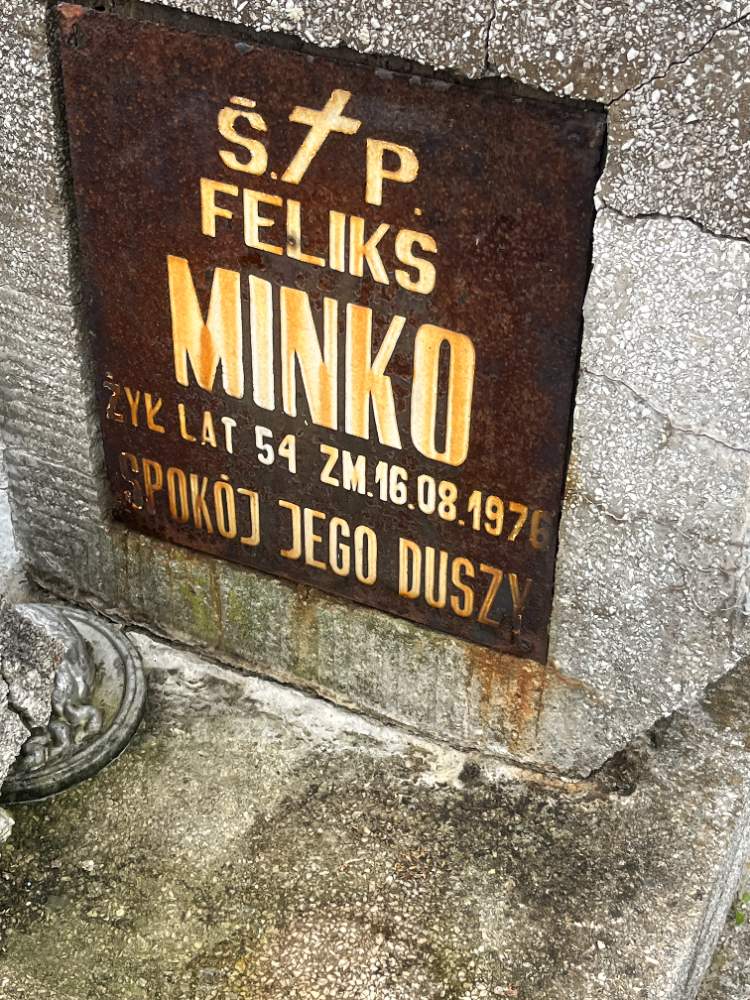 Ś. † P.
FELIKS
MINKO
ŻYŁ LAT 54 ZM. 16.08.1976
SPOKÓJ JEGO DUSZY